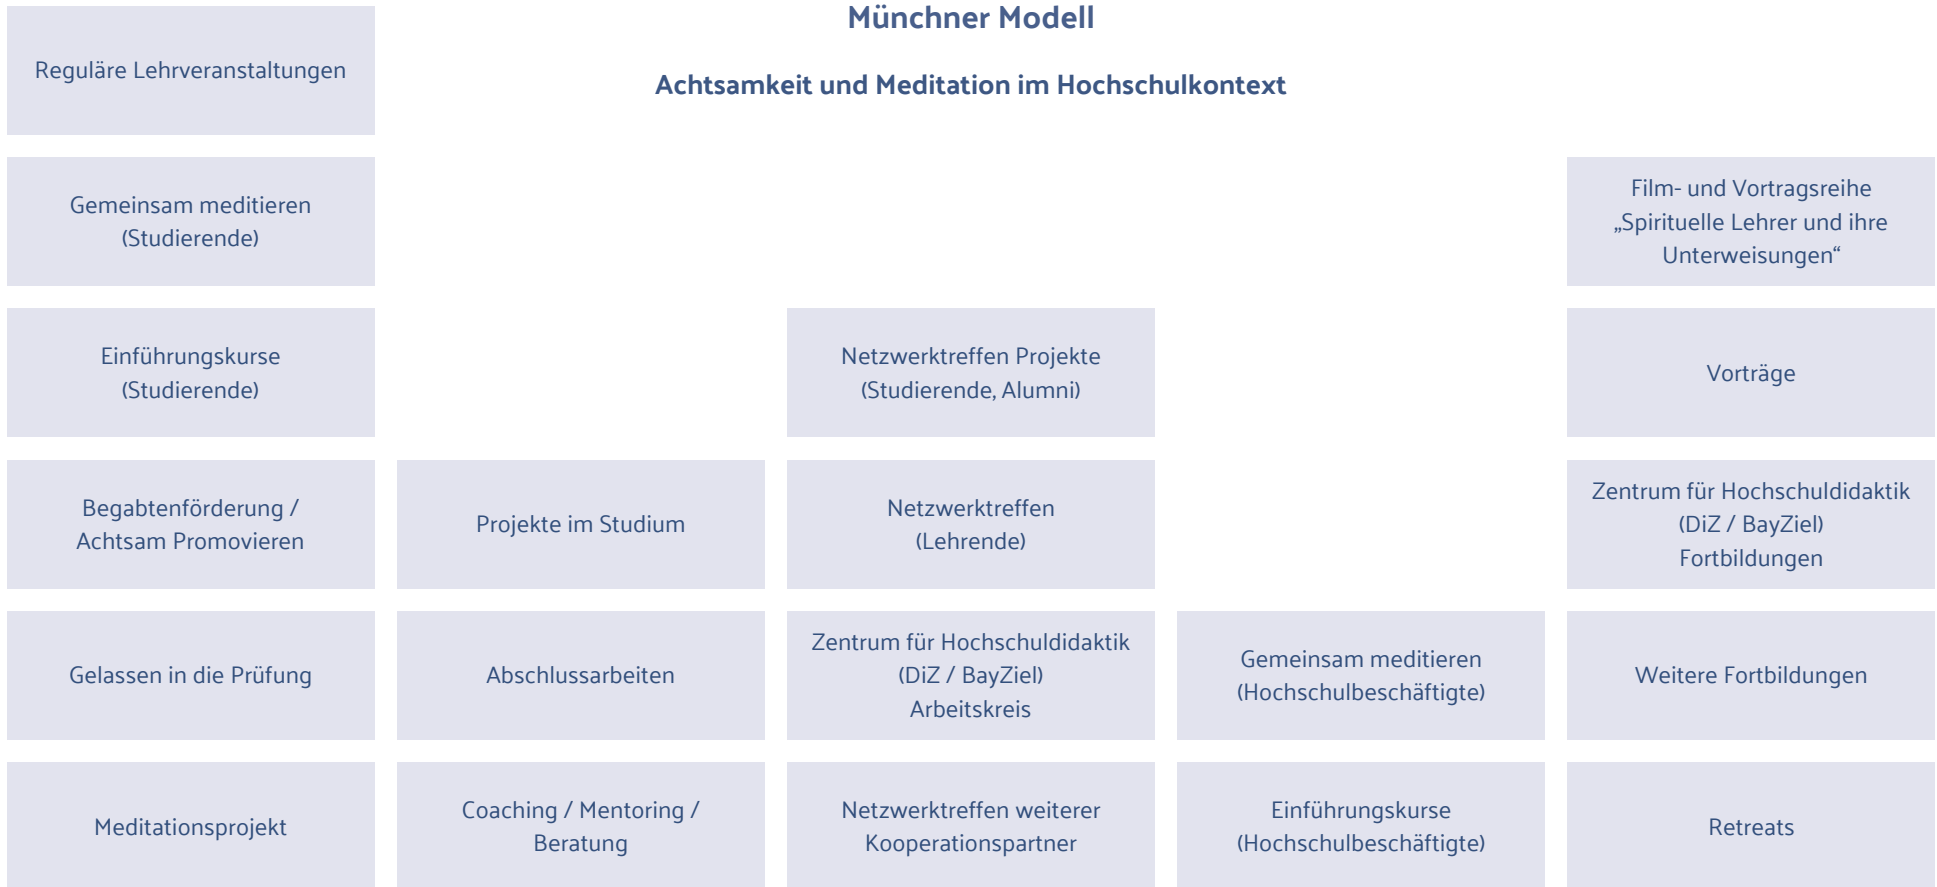 Münchner Modell
Achtsamkeit und Meditation im Hochschulkontext
Reguläre Lehrveranstaltungen
Gemeinsam meditieren
(Studierende)
Film- und Vortragsreihe
„Spirituelle Lehrer und ihre
Unterweisungen“
Einführungskurse
(Studierende)
Netzwerktreffen Projekte
(Studierende, Alumni)
Vorträge
Begabtenförderung /
Achtsam Promovieren
Projekte im Studium
Netzwerktreffen
(Lehrende)
Zentrum für Hochschuldidaktik
(DiZ / BayZiel)
Fortbildungen
Gelassen in die Prüfung
Abschlussarbeiten
Zentrum für Hochschuldidaktik
(DiZ / BayZiel)
Arbeitskreis
Gemeinsam meditieren
(Hochschulbeschäftigte)
Weitere Fortbildungen
Meditationsprojekt
Coaching / Mentoring /
Beratung
Netzwerktreffen weiterer
Kooperationspartner
Einführungskurse
(Hochschulbeschäftigte)
Retreats